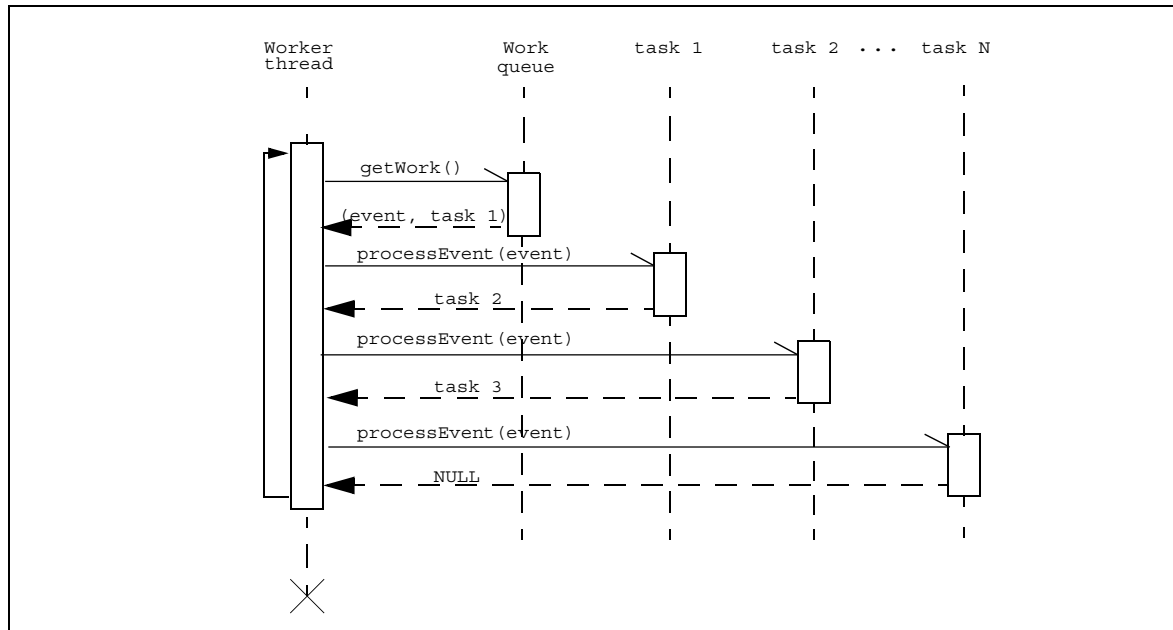 Worker
thread
Work
queue
task 1
task 2 ... task N
getWork()
(event, task 1)
processEvent(event)
task 2
processEvent(event)
task 3
processEvent(event)
NULL